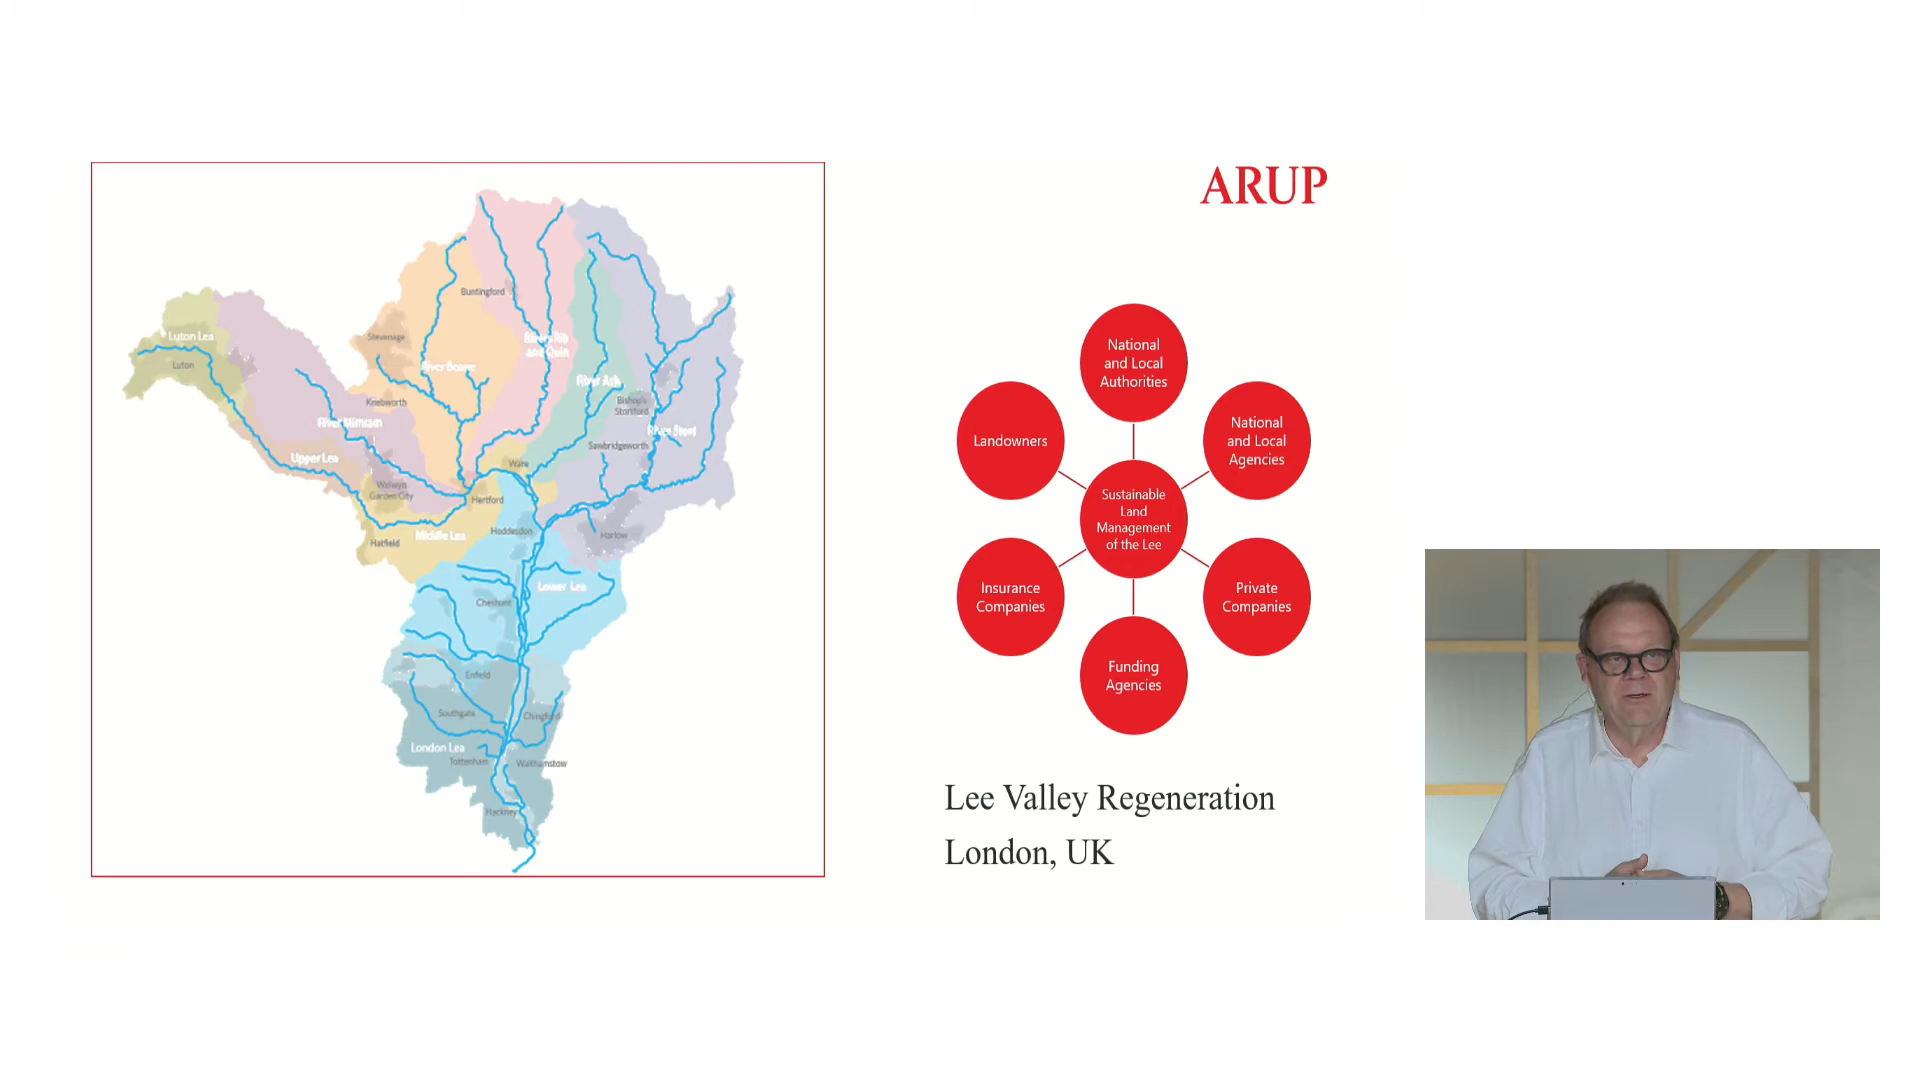 ARUP
Buntingford
Luton Lea
Luton
Stevenage
River Beane
River Rib
and Quin
River Ash
Knebworth
Bishop's
Stortford
River Mimram
River Stort
Sawbridgeworth
Upper Lea
Ware
Welwyn
Garden City
Hertford
Middle Lea
Hoddesdon
Harlow
Hatfield
Lower Lea
Cheshunt
Enfield
Southgate
Chingford
London Lea
Tottenham
Walthamstow
Hackney
National
and Local
Authorities
Landowners
National
and Local
Agencies
Sustainable
Land
Management
of the Lee
Insurance
Companies
Private
Companies
Funding
Agencies
Lee Valley Regeneration
London, UK